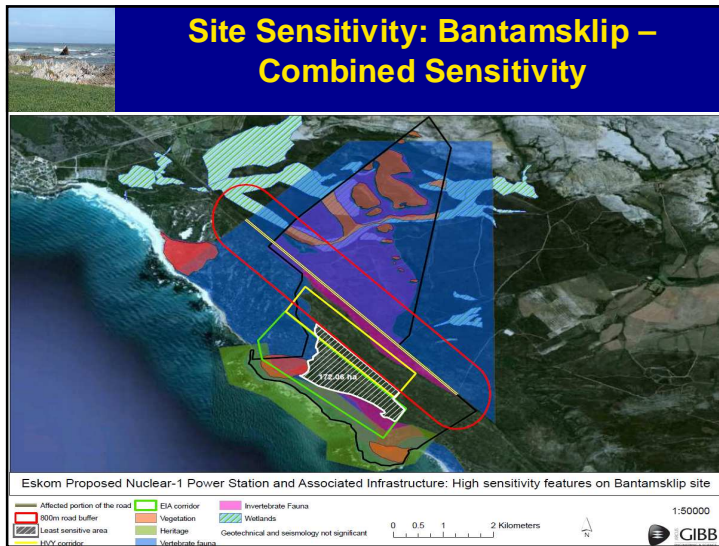 Site Sensitivity: Bantamsklip –
Combined Sensitivity
172.06 ha
Eskom Proposed Nuclear-1 Power Station and Associated Infrastructure: High sensitivity features on Bantamsklip site
Affected portion of the road
800m road buffer
Least sensitive area
HVY corridor
EIA corridor
Vegetation
Heritage
Vertebrate fauna
Invertebrate Fauna
Wetlands
Geotechnical and seismology not significant
0 0.5 1 2 Kilometers
N
1:50000
GIBB